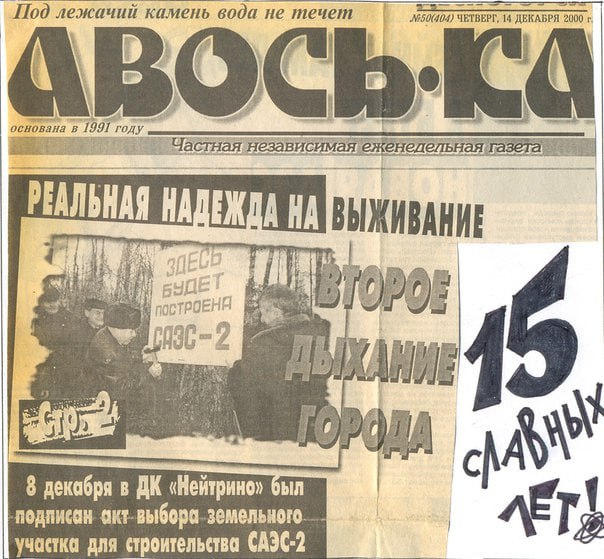 Под лежачий камень вода не течет
№50(404) ЧЕТВЕРГ, 14 ДЕКАБРЯ 2000 г.
АВОСЬ·КА
основана в 1991 году
Частная независимая еженедельная газета
РЕАЛЬНАЯ НАДЕЖДА НА ВЫЖИВАНИЕ
ЗДЕСЬ
БУДЕТ
ПОСТРОЕНА
САЭС-2
ВТОРОЕ
ДЫХАНИЕ
ГОРОДА
Стр. 2
15
СЛАВНЫХ
ЛЕТ!
8 декабря в ДК «Нейтрино» был
подписан акт выбора земельного
участка для строительства САЭС-2